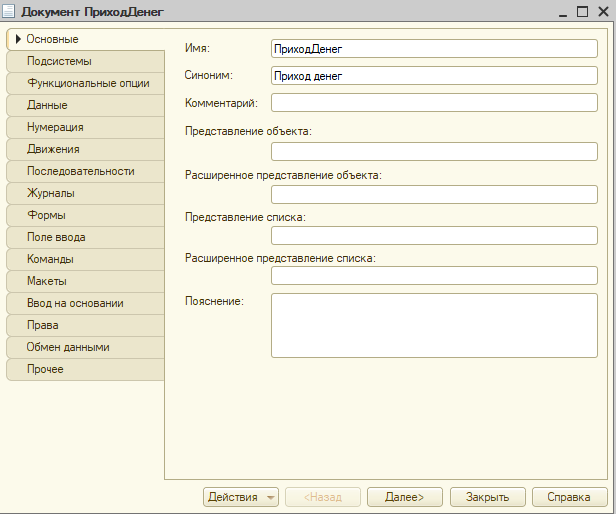 Документ ПриходДенег
Основные
Подсистемы
Функциональные опции
Данные
Нумерация
Движения
Последовательности
Журналы
Формы
Поле ввода
Команды
Макеты
Ввод на основании
Права
Обмен данными
Прочее
Имя: ПриходДенег
Синоним: Приход денег
Комментарий:
Представление объекта:
Расширенное представление объекта:
Представление списка:
Расширенное представление списка:
Пояснение:
Действия <Назад Далее> Закрыть Справка